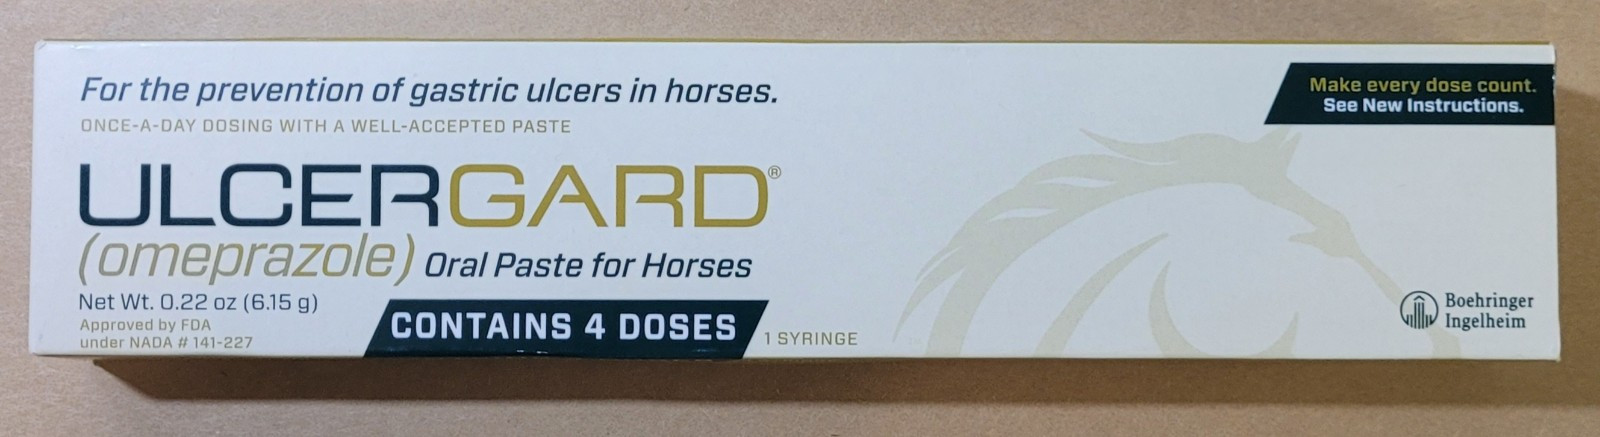 For the prevention of gastric ulcers in horses.
ONCE-A-DAY DOSING WITH A WELL-ACCEPTED PASTE
ULCERGARD®
(omeprazole) Oral Paste for Horses
Net Wt. 0.22 oz (6.15 g)
Approved by FDA
under NADA # 141-227
CONTAINS 4 DOSES
1 SYRINGE
Make every dose count.
See New Instructions.
Boehringer
Ingelheim